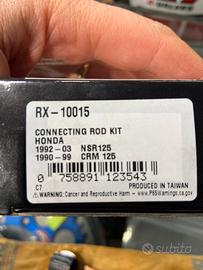 RX-10015
CONNECTING ROD KIT
HONDA
1992-03 NSR125
1990-99 CRM 125
0 758891 123543
C7 PRODUCED IN TAIWAN
WARNING: Cancer and Reproductive Harm - www.P65Warnings.ca.gov
subito